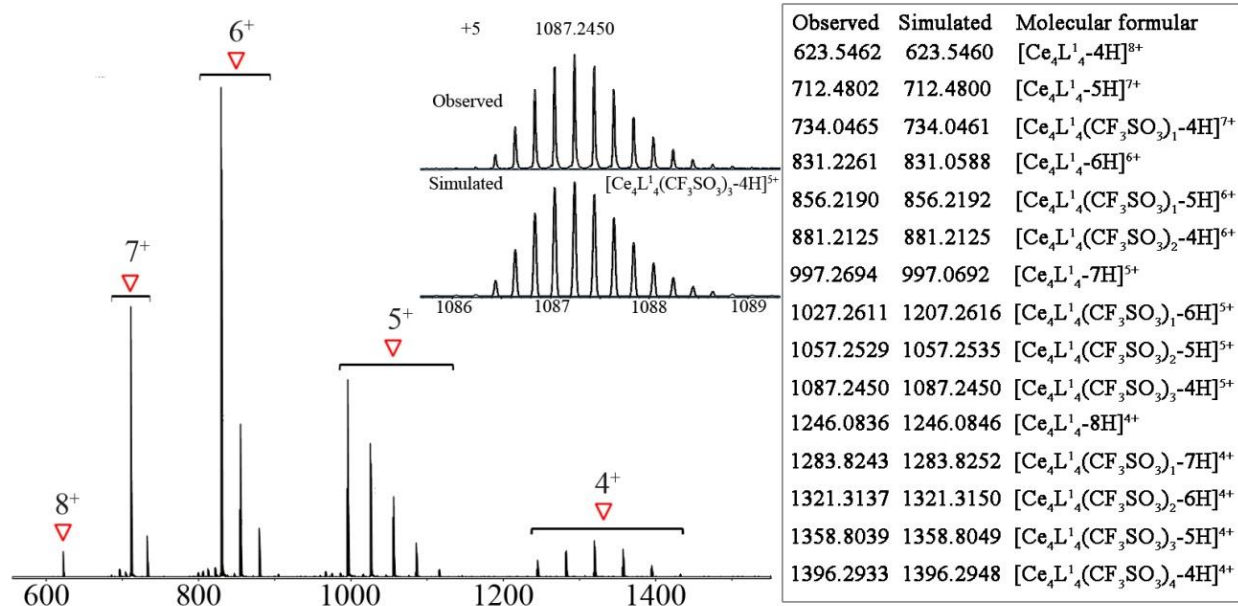 6⁺
7⁺
8⁺
5⁺
4⁺
600 800 1000 1200 1400
+5 1087.2450
Observed
Simulated [Ce₄L¹₄(CF₃SO₃)₃-4H]⁵⁺
1086 1087 1088 1089
Observed Simulated Molecular formular
623.5462 623.5460 [Ce₄L¹₄-4H]⁸⁺
712.4802 712.4800 [Ce₄L¹₄-5H]⁷⁺
734.0465 734.0461 [Ce₄L¹₄(CF₃SO₃)₁-4H]⁷⁺
831.2261 831.0588 [Ce₄L¹₄-6H]⁶⁺
856.2190 856.2192 [Ce₄L¹₄(CF₃SO₃)₁-5H]⁶⁺
881.2125 881.2125 [Ce₄L¹₄(CF₃SO₃)₂-4H]⁶⁺
997.2694 997.0692 [Ce₄L¹₄-7H]⁵⁺
1027.2611 1207.2616 [Ce₄L¹₄(CF₃SO₃)₁-6H]⁵⁺
1057.2529 1057.2535 [Ce₄L¹₄(CF₃SO₃)₂-5H]⁵⁺
1087.2450 1087.2450 [Ce₄L¹₄(CF₃SO₃)₃-4H]⁵⁺
1246.0836 1246.0846 [Ce₄L¹₄-8H]⁴⁺
1283.8243 1283.8252 [Ce₄L¹₄(CF₃SO₃)₁-7H]⁴⁺
1321.3137 1321.3150 [Ce₄L¹₄(CF₃SO₃)₂-6H]⁴⁺
1358.8039 1358.8049 [Ce₄L¹₄(CF₃SO₃)₃-5H]⁴⁺
1396.2933 1396.2948 [Ce₄L¹₄(CF₃SO₃)₄-4H]⁴⁺